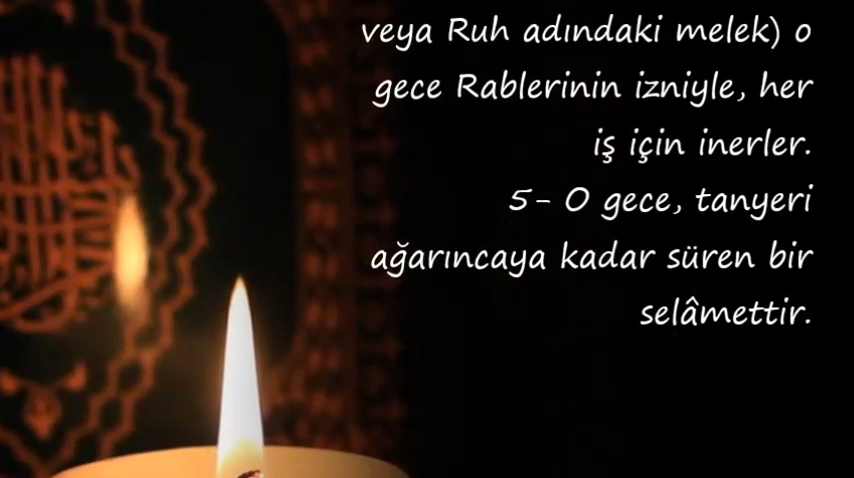 veya Ruh adındaki melek) o
gece Rablerinin izniyle, her
iş için inerler.
5- O gece, tanyeri
ağarıncaya kadar süren bir
selâmettir.